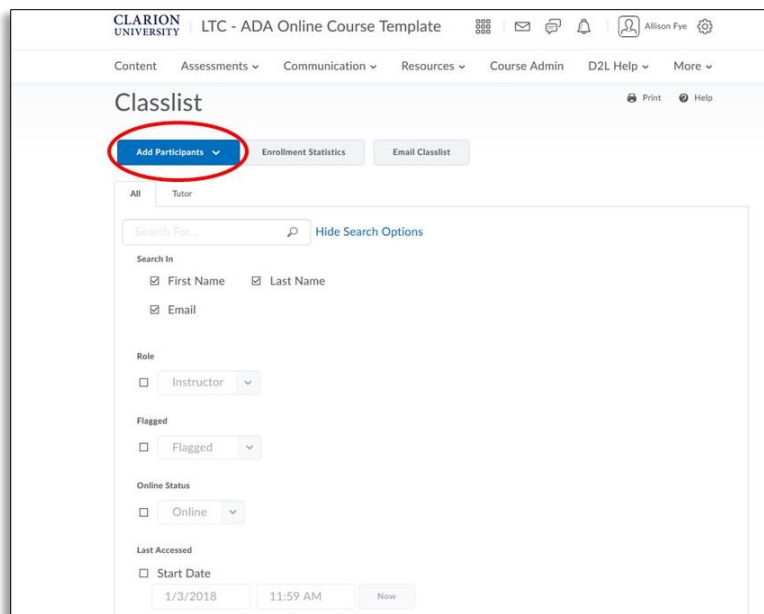 CLARION UNIVERSITY
LTC - ADA Online Course Template
Allison Fye
Content Assessments Communication Resources Course Admin D2L Help More
Classlist
Print Help
Add Participants Enrollment Statistics Email Classlist
All Tutor
Search For... Hide Search Options
Search In
First Name Last Name
Email
Role
Instructor
Flagged
Flagged
Online Status
Online
Last Accessed
Start Date
1/3/2018 11:59 AM Now